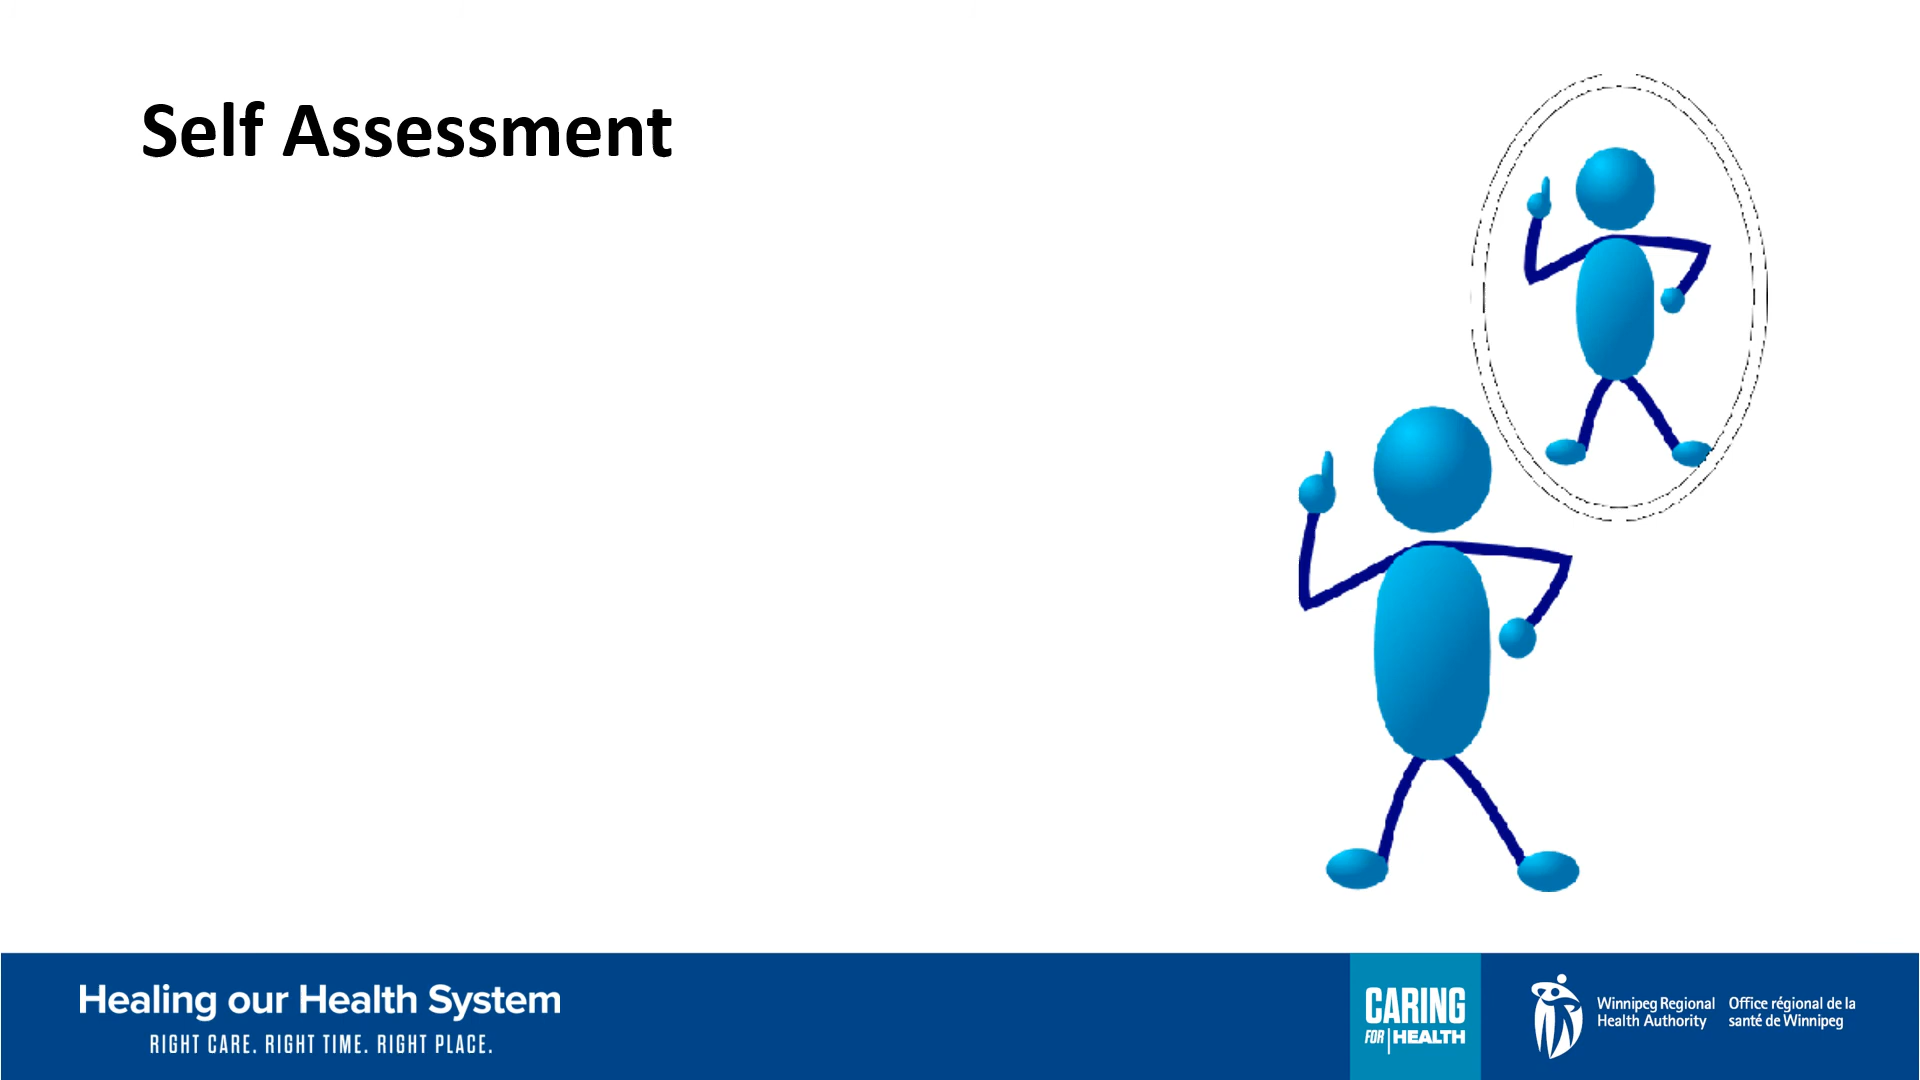 Self Assessment
Healing our Health System
RIGHT CARE. RIGHT TIME. RIGHT PLACE.
CARING
FOR HEALTH
Winnipeg Regional
Health Authority
Office régional de la
santé de Winnipeg